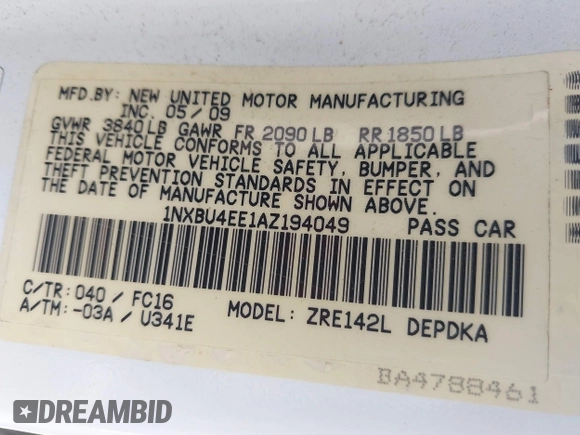 MFD.BY: NEW UNITED MOTOR MANUFACTURING
INC. 05/09
GVWR 3840LB GAWR FR 2090LB RR1850LB
THIS VEHICLE CONFORMS TO ALL APPLICABLE
FEDERAL MOTOR VEHICLE SAFETY, BUMPER, AND
THEFT PREVENTION STANDARDS IN EFFECT ON
THE DATE OF MANUFACTURE SHOWN ABOVE.
1NXBU4EE1AZ194049 PASS CAR
C/TR: 040 / FC16
A/TM: -03A / U341E MODEL: ZRE142L DEPDKA
BA4788461
DREAMBID